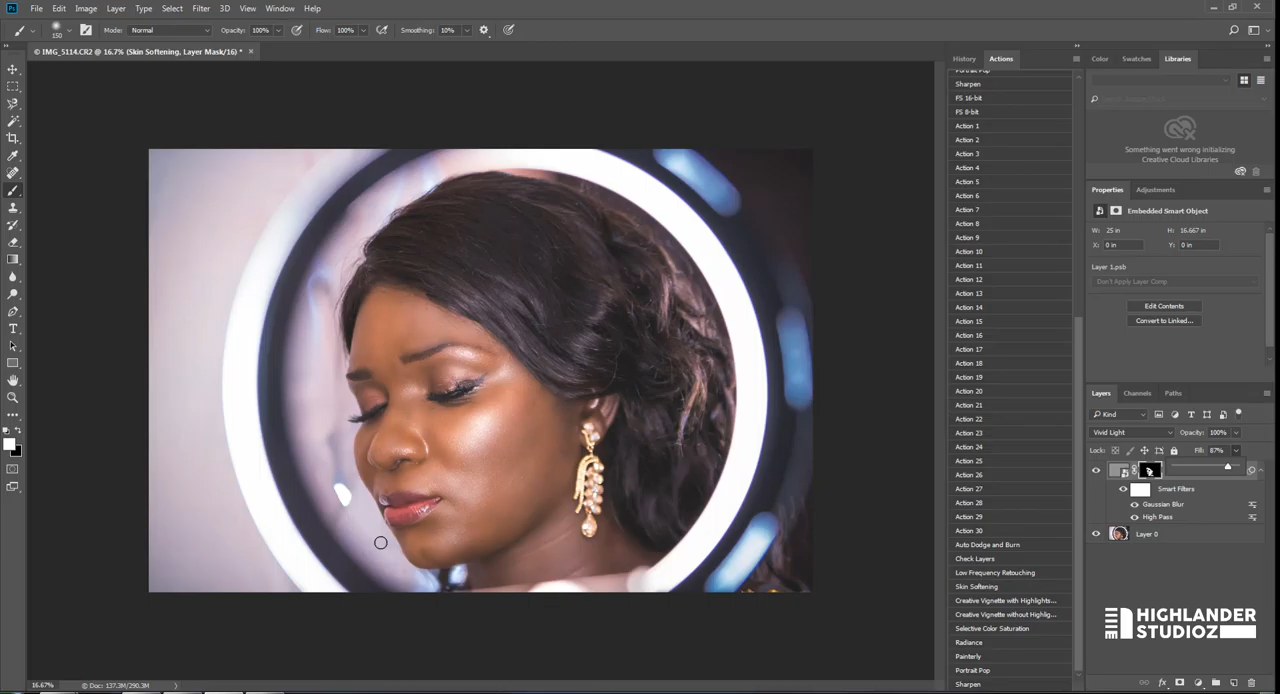 Ps File Edit Image Layer Type Select Filter 3D View Window Help
150 Mode: Normal Opacity: 100% Flow: 100% Smoothing: 10%
© IMG_5114.CR2 @ 16.7% (Skin Softening, Layer Mask/16) * ×
History Actions
Sharpen
FS 16-bit
FS 8-bit
Action 1
Action 2
Action 3
Action 4
Action 5
Action 6
Action 7
Action 8
Action 9
Action 10
Action 11
Action 12
Action 13
Action 14
Action 15
Action 16
Action 17
Action 18
Action 19
Action 20
Action 21
Action 22
Action 23
Action 24
Action 25
Action 26
Action 27
Action 28
Action 29
Action 30
Auto Dodge and Burn
Check Layers
Low Frequency Retouching
Skin Softening
Creative Vignette with Highlights...
Creative Vignette without Highlig...
Selective Color Saturation
Radiance
Painterly
Portrait Pop
Sharpen
Color Swatches Libraries
Something went wrong initializing
Creative Cloud Libraries
Properties Adjustments
Embedded Smart Object
W: 25 in H: 16.667 in
X: 0 in Y: 0 in
Layer 1.psb
Don't Apply Layer Comp
Edit Contents
Convert to Linked...
Layers Channels Paths
Kind
Vivid Light Opacity: 100%
Lock: Fill: 87%
Smart Filters
Gaussian Blur
High Pass
Layer 0
HIGHLANDER
STUDIOZ
16.67% Doc: 137.3M/290.3M